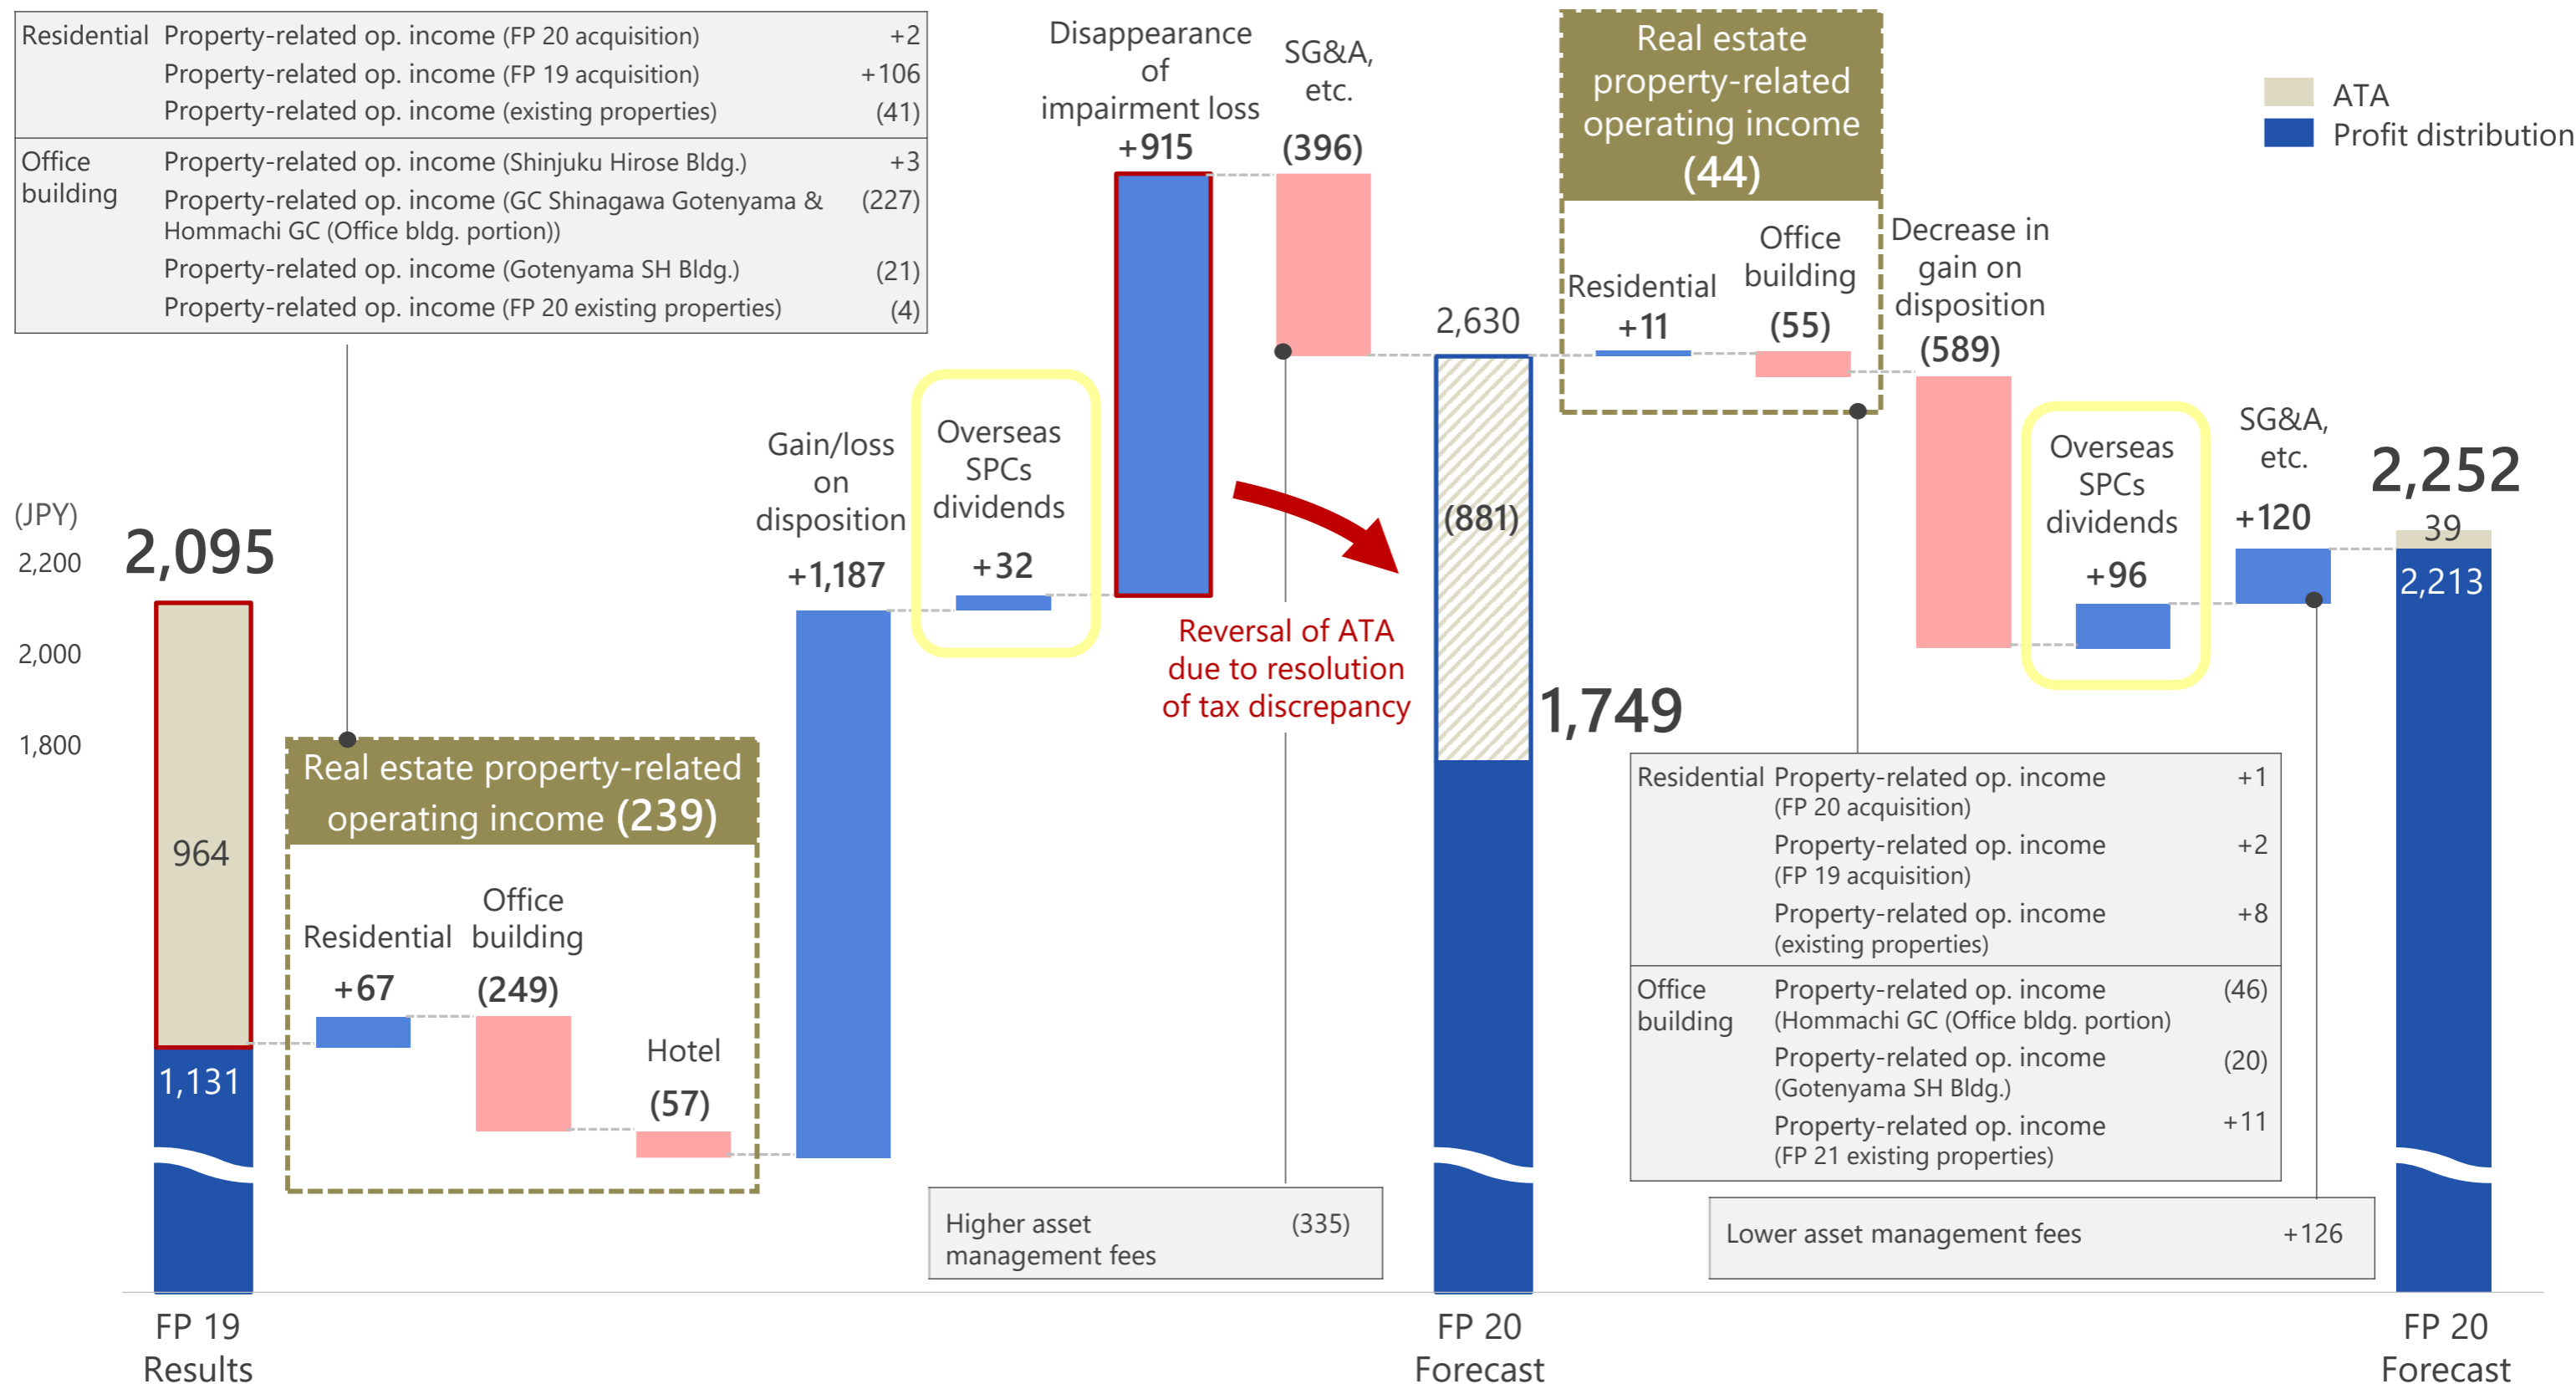 Residential Property-related op. income (FP 20 acquisition) +2
Property-related op. income (FP 19 acquisition) +106
Property-related op. income (existing properties) (41)
Office building Property-related op. income (Shinjuku Hirose Bldg.) +3
Property-related op. income (GC Shinagawa Gotenyama & (227)
Hommachi GC (Office bldg. portion))
Property-related op. income (Gotenyama SH Bldg.) (21)
Property-related op. income (FP 20 existing properties) (4)
Disappearance
of
impairment loss
+915
SG&A,
etc.
(396)
Real estate
property-related
operating income
(44)
ATA
Profit distribution
Residential
+11
Office
building
(55)
Decrease in
gain on
disposition
(589)
2,630
(881)
1,749
Gain/loss
on
disposition
+1,187
Overseas
SPCs
dividends
+32
Reversal of ATA
due to resolution
of tax discrepancy
Overseas
SPCs
dividends
+96
SG&A,
etc.
+120
2,252
39
2,213
(JPY)
2,200
2,000
1,800
2,095
964
1,131
Real estate property-related
operating income (239)
Residential
+67
Office
building
(249)
Hotel
(57)
Residential Property-related op. income +1
(FP 20 acquisition)
Property-related op. income +2
(FP 19 acquisition)
Property-related op. income +8
(existing properties)
Office Property-related op. income (46)
building (Hommachi GC (Office bldg. portion)
Property-related op. income (20)
(Gotenyama SH Bldg.)
Property-related op. income +11
(FP 21 existing properties)
Higher asset (335)
management fees
Lower asset management fees +126
FP 19
Results
FP 20
Forecast
FP 20
Forecast